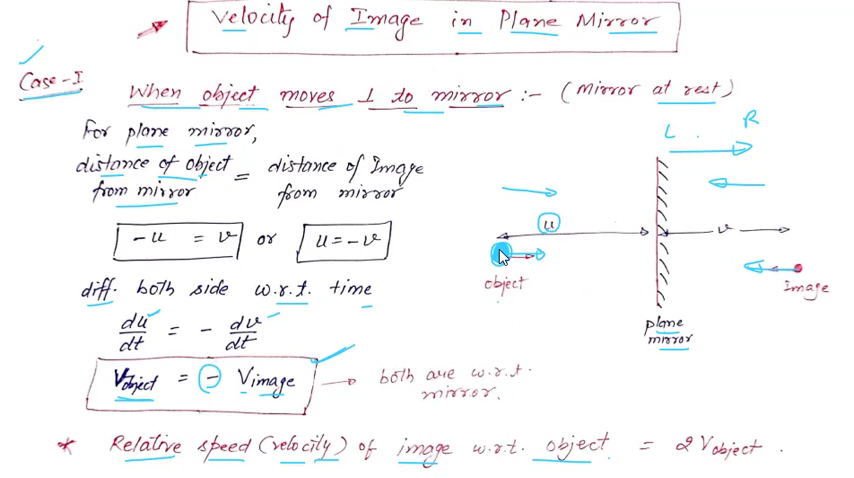 Velocity of Image in Plane Mirror
Case-I
When object moves ⊥ to mirror :- (Mirror at rest)
For plane mirror,
distance of object from mirror = distance of Image from mirror
-u = v or u = -v
diff. both side w.r.t. time
du/dt = - dv/dt
Vobject = - Vimage → both are w.r.t. mirror.
* Relative speed (velocity) of image w.r.t. object = 2 Vobject.
L R
u
v
object
Image
plane
mirror